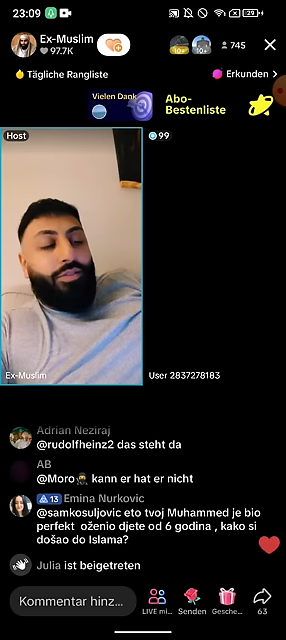 23:09
29
Ex-Muslim
97.7K
10+
10+
745
Tägliche Rangliste
Erkunden
Vielen Dank
Abo-
Bestenliste
Host
99
Ex-Muslim
User 2837278183
Adrian Neziraj
@rudolfheinz2 das steht da
AB
@Moro kann er hat er nicht
13 Emina Nurkovic
@samkosuljovic eto tvoj Muhammed je bio
perfekt oženio djete od 6 godina , kako si
došao do Islama?
Julia ist beigetreten
Kommentar hinz...
LIVE mi...
Senden
Gesche...
63